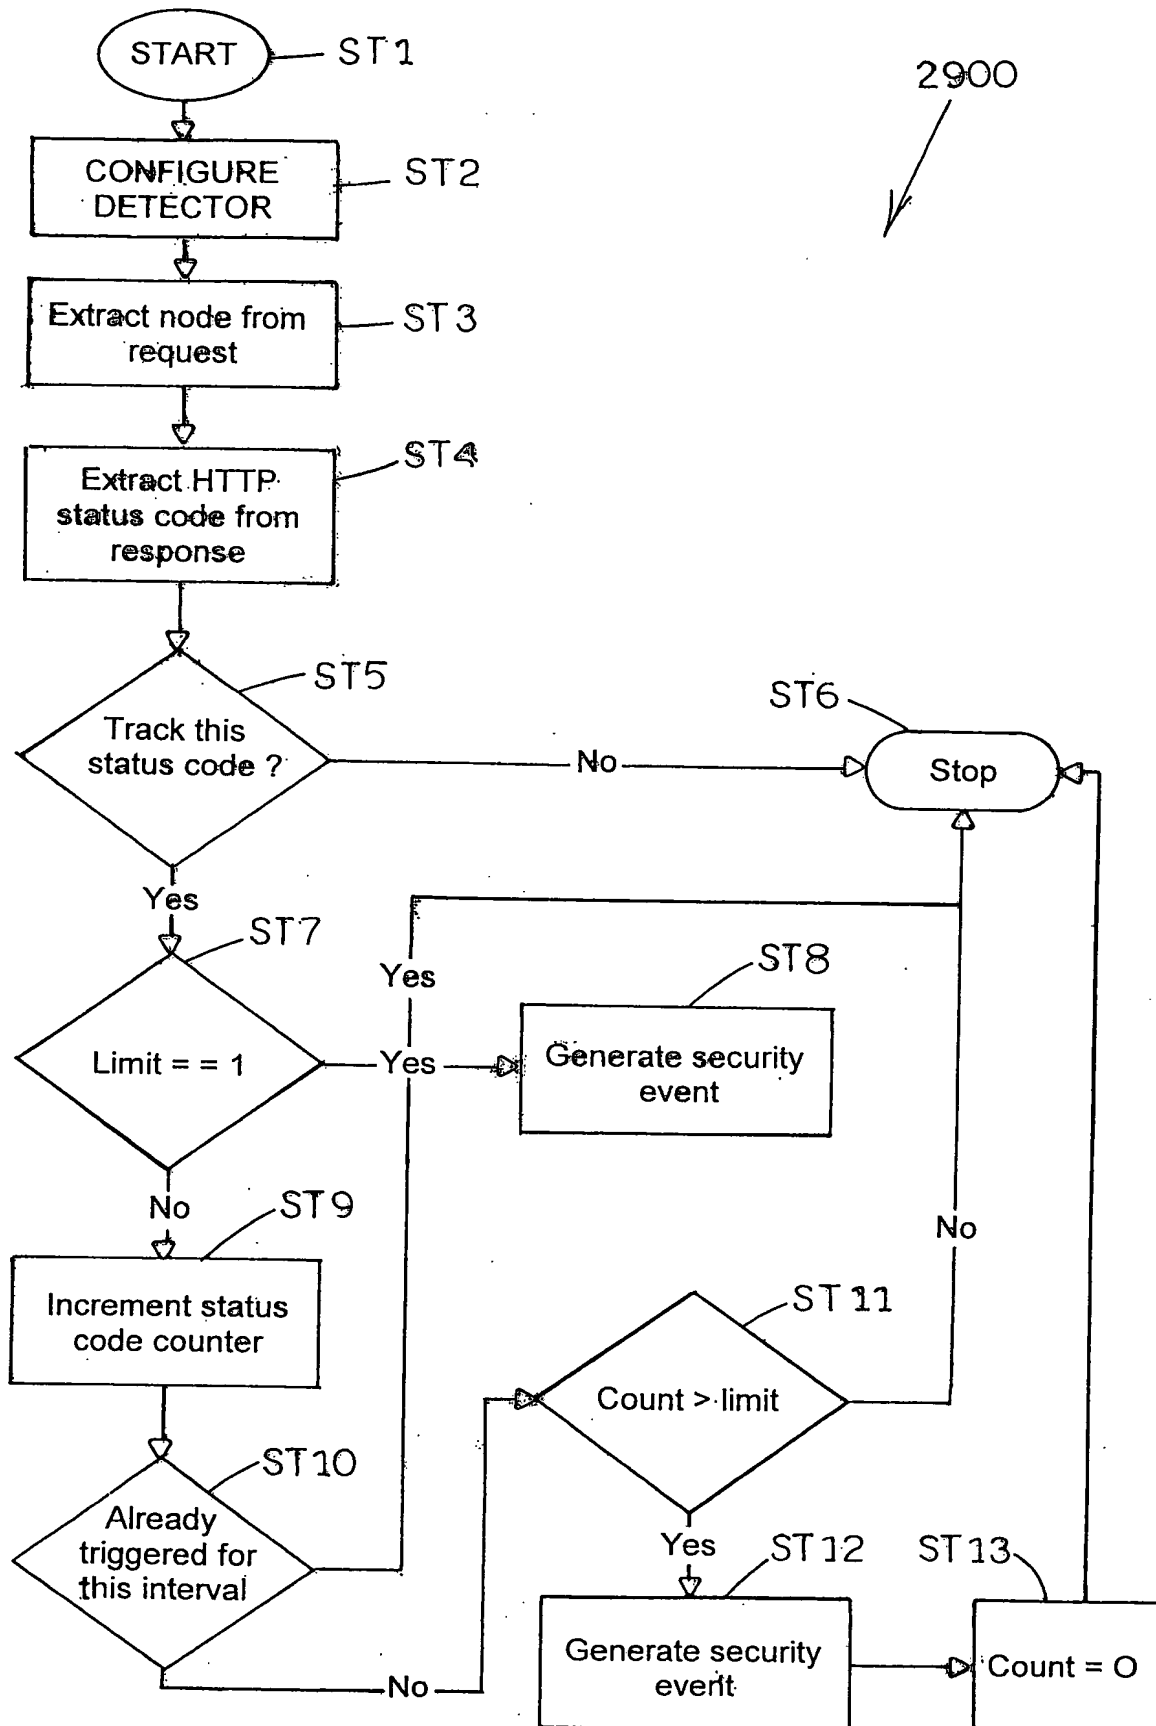 START
ST1
2900
CONFIGURE
DETECTOR
ST2
Extract node from
request
ST3
Extract HTTP
status code from
response
ST4
Track this
status code ?
ST5
No
ST6
Stop
Yes
ST7
Limit = = 1
Yes
Yes
ST8
Generate security
event
No
ST9
Increment status
code counter
No
ST10
Already
triggered for
this interval
ST11
Count > limit
No
Yes
ST12
Generate security
event
ST13
Count = O